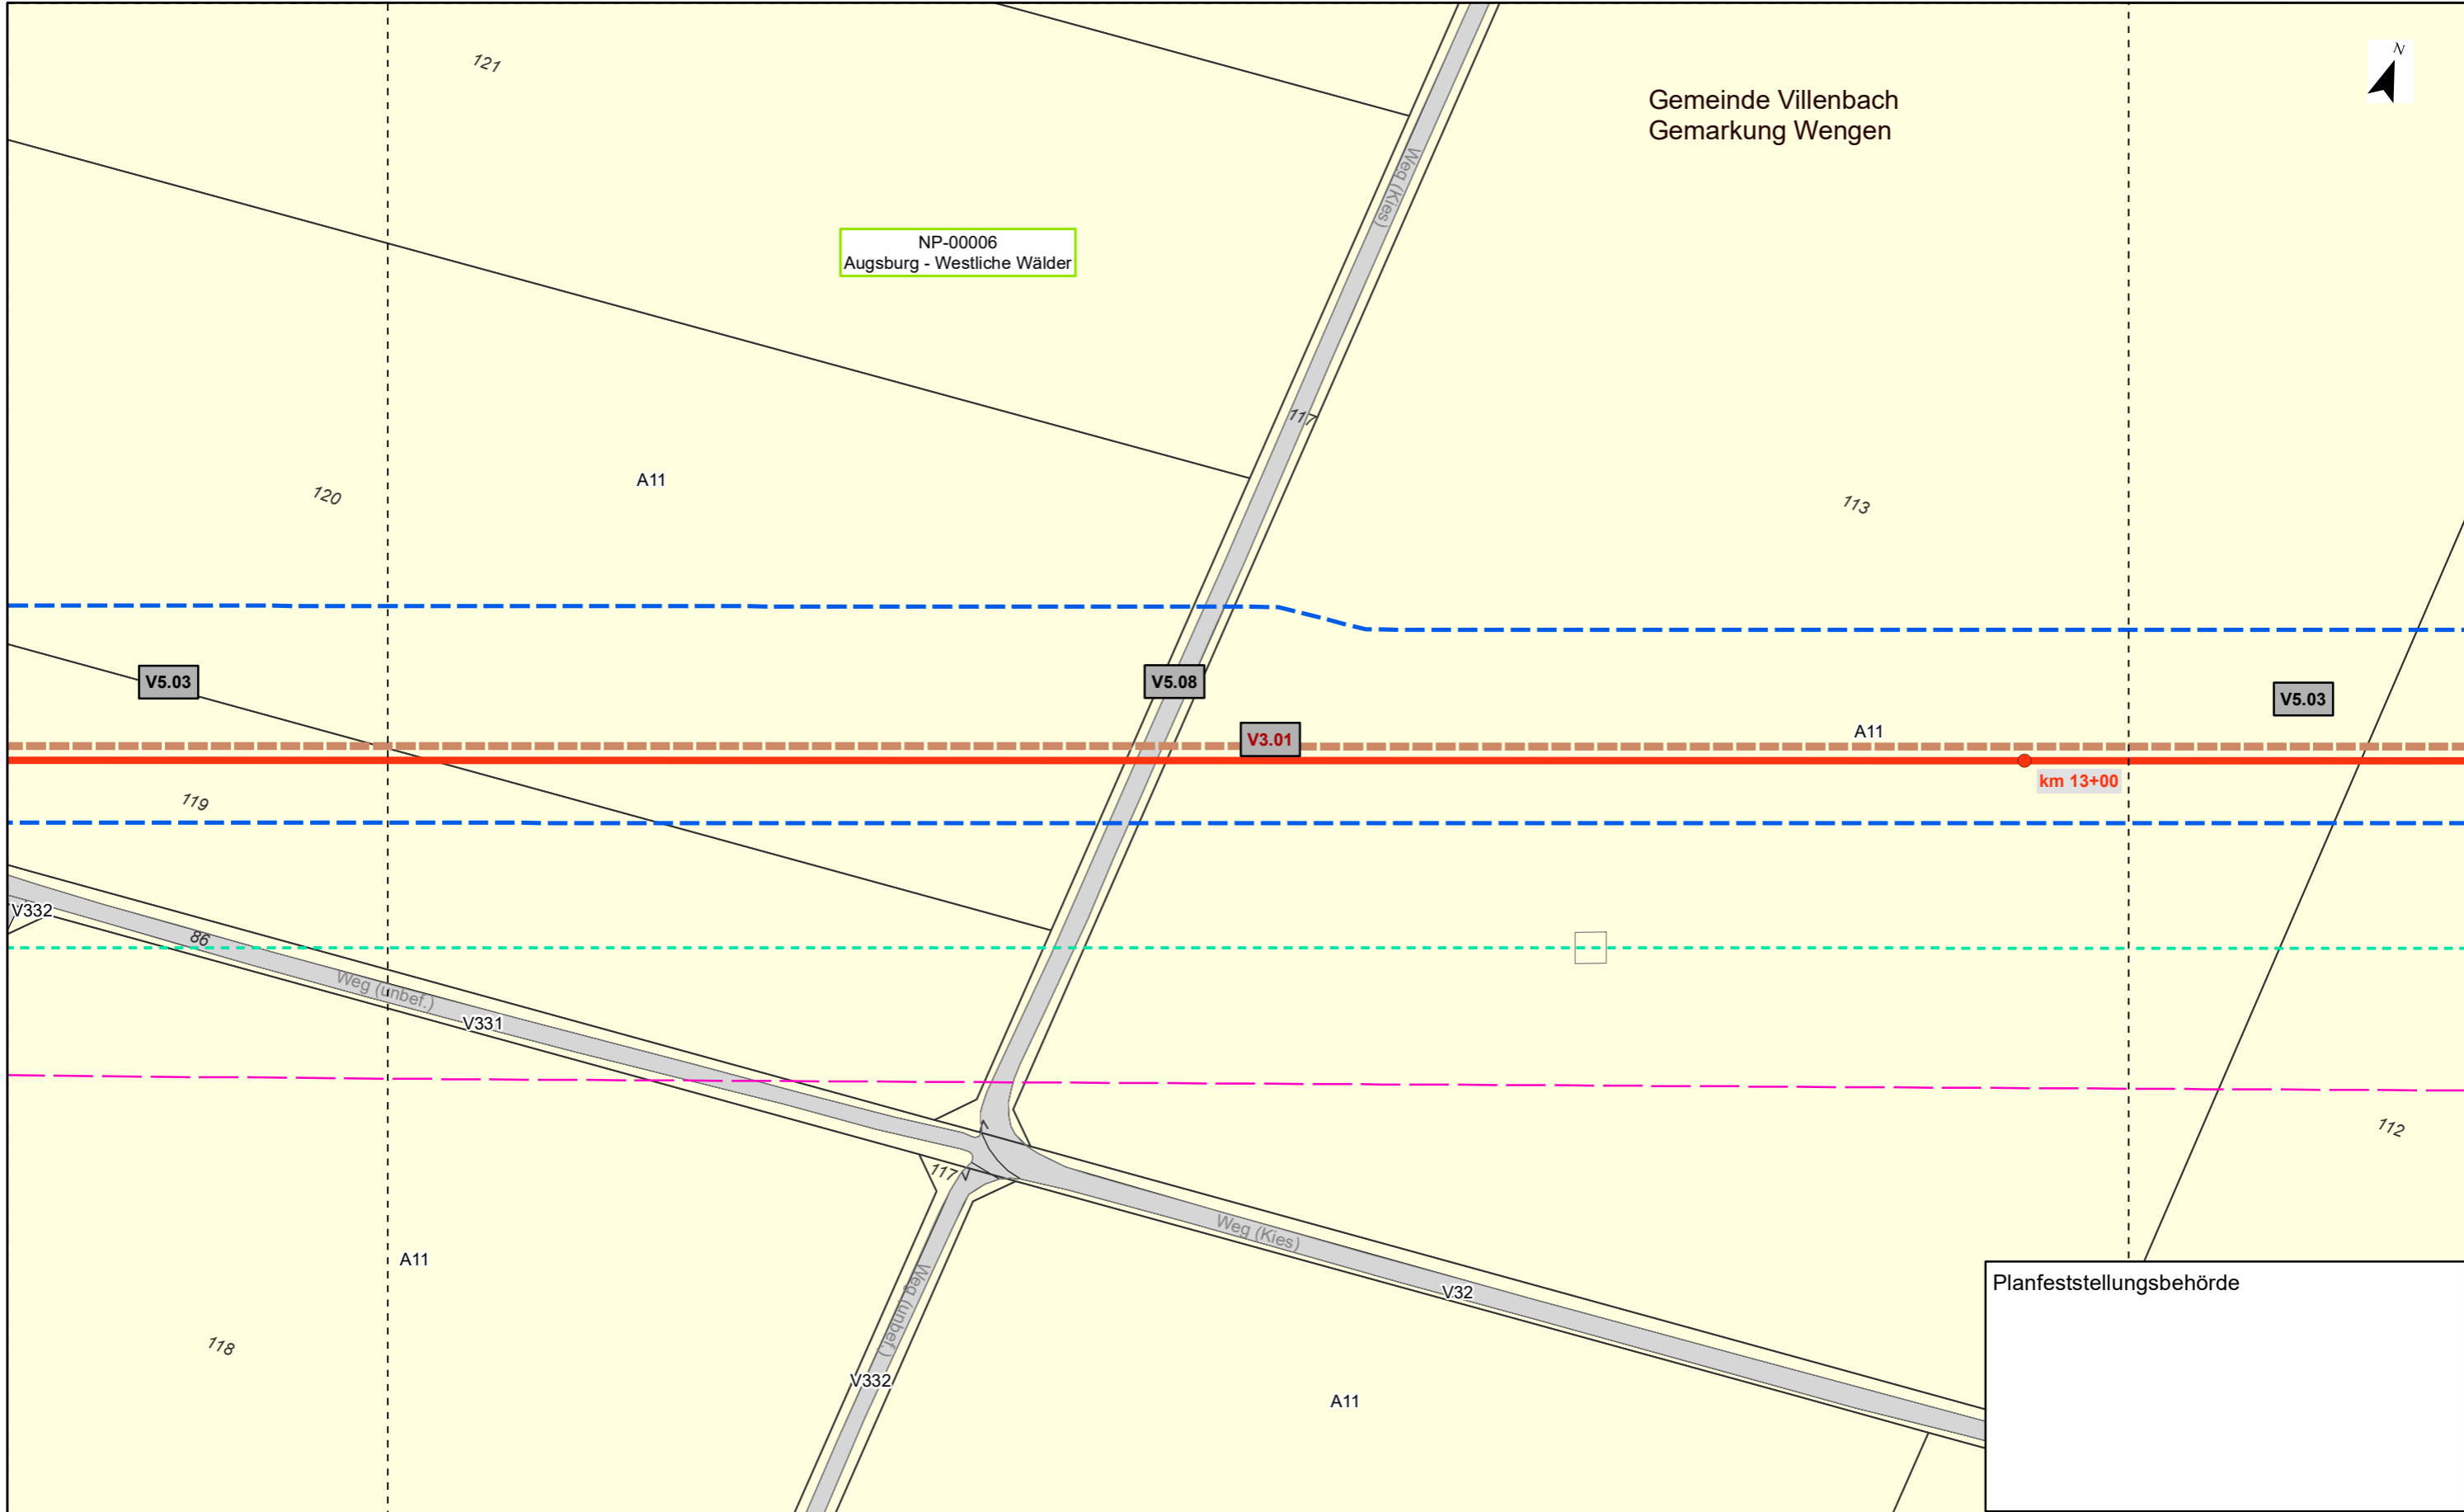 121
N
Gemeinde Villenbach
Gemarkung Wengen
Weg (Kies)
NP-00006
Augsburg - Westliche Wälder
117
A11
120
113
V5.03
V5.08
V5.03
V3.01
A11
km 13+00
119
V332
86
Weg (unbef.)
V331
112
117
2
Weg (Kies)
A11
Planfeststellungsbehörde
V32
Weg (unbef.)
118
V332
A11